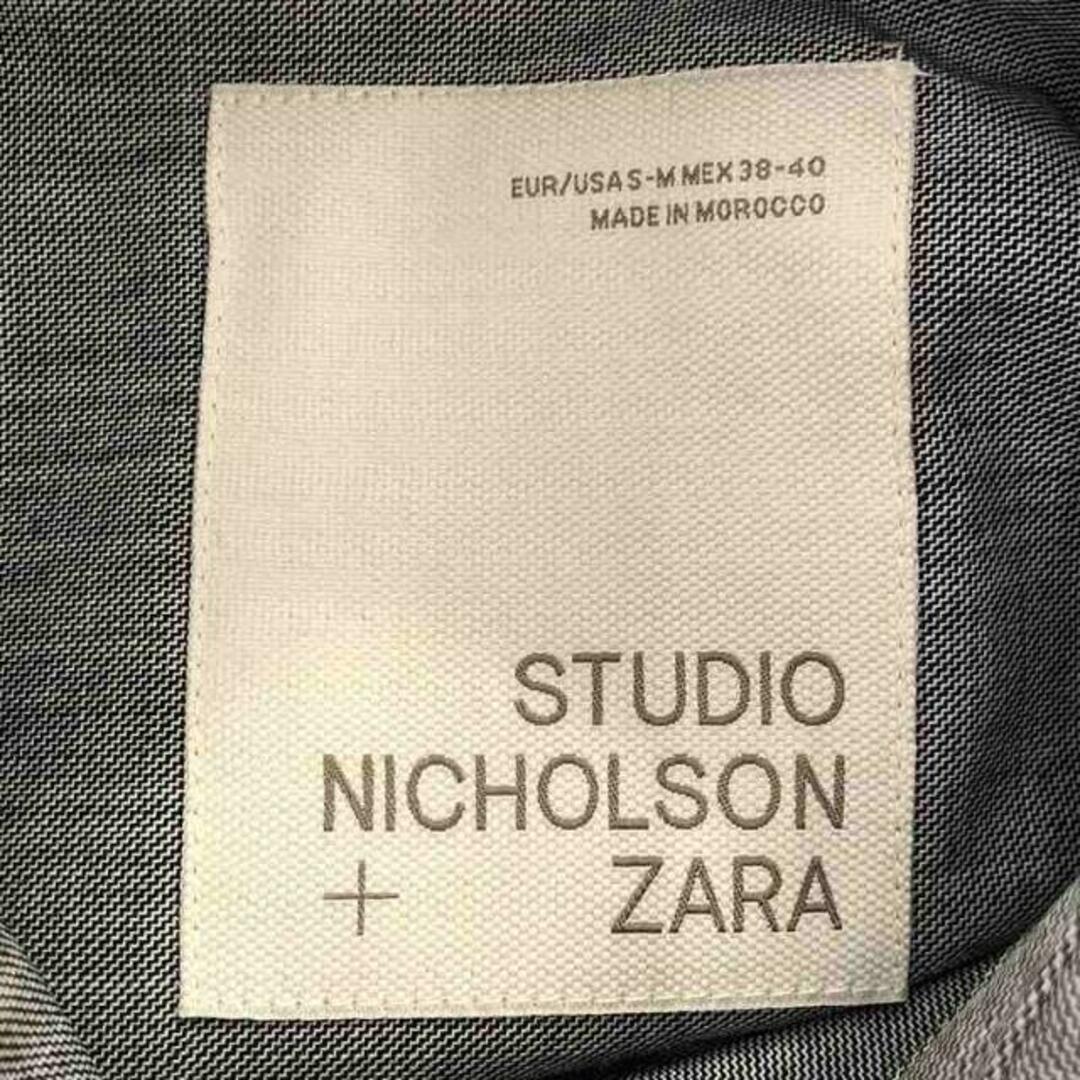 EUR/USA S-M MEX 38-40
MADE IN MOROCCO
STUDIO
NICHOLSON
+ ZARA